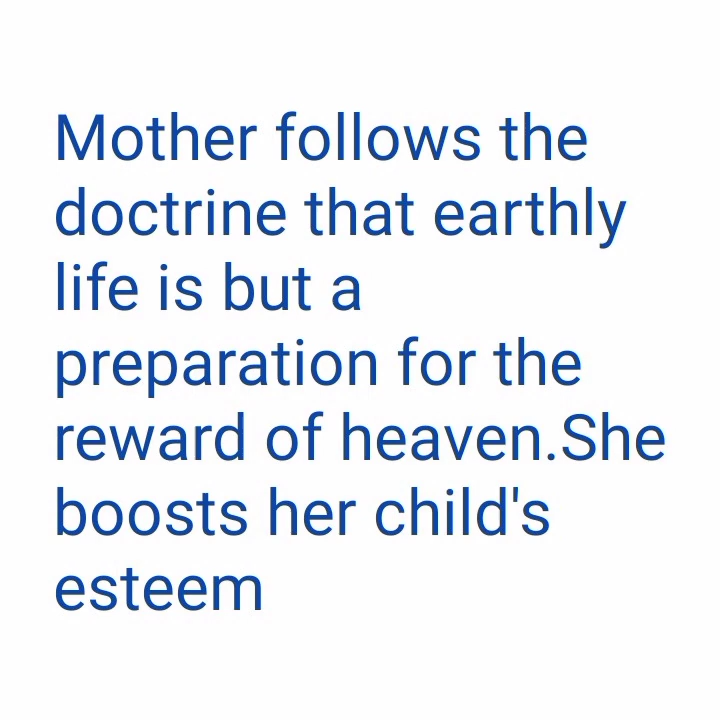 Mother follows the
doctrine that earthly
life is but a
preparation for the
reward of heaven.She
boosts her child's
esteem